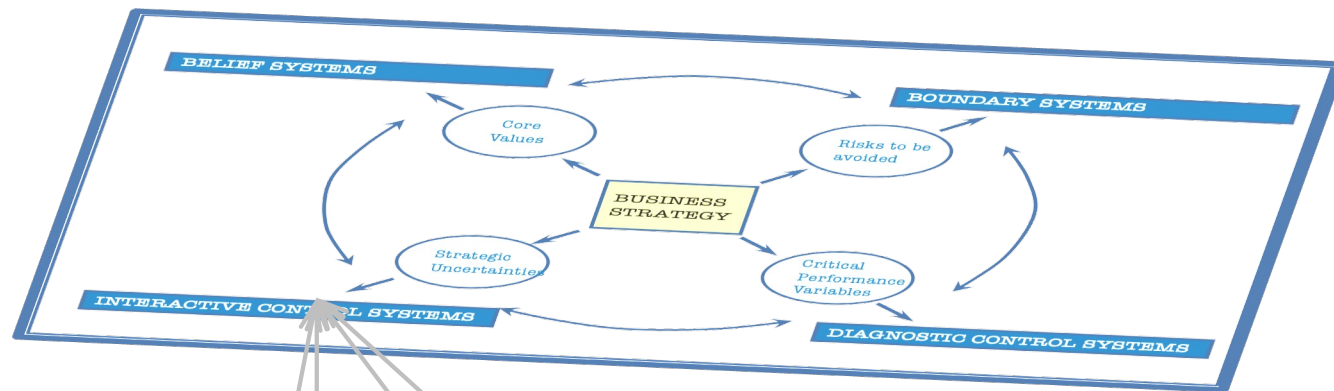 BELIEF SYSTEMS
BOUNDARY SYSTEMS
Core
Values
Risks to be
avoided
BUSINESS
STRATEGY
Strategic
Uncertainties
Critical
Performance
Variables
INTERACTIVE CONTROL SYSTEMS
DIAGNOSTIC CONTROL SYSTEMS